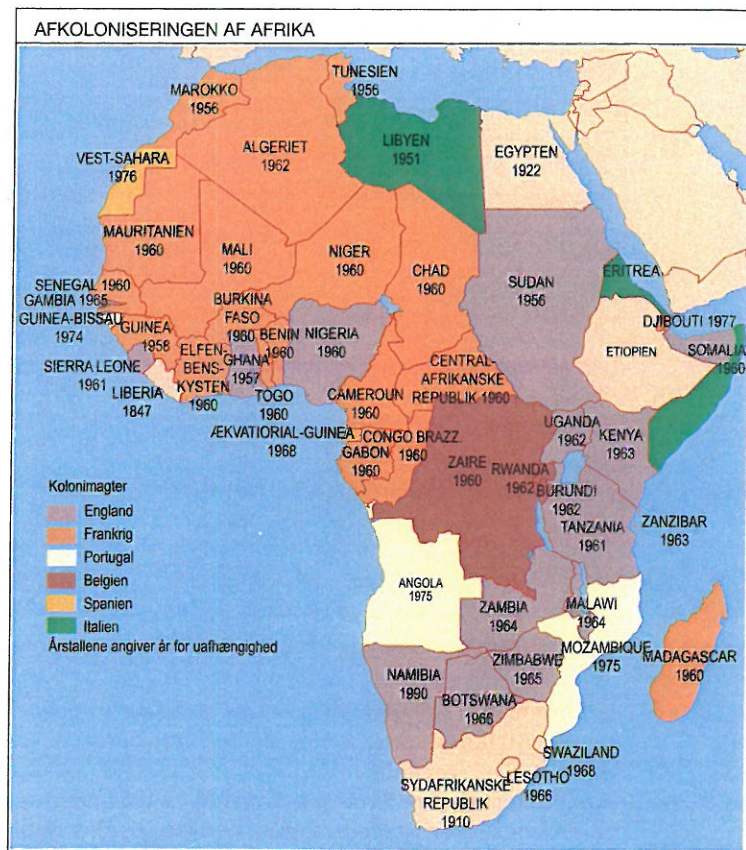 AFKOLONISERINGEN AF AFRIKA
TUNESIEN
1956
MAROKKO
1956
ALGERIET
1962
LIBYEN
1951
EGYPTEN
1922
VEST-SAHARA
1976
MAURITANIEN
1960
MALI
1960
NIGER
1960
CHAD
1960
SUDAN
1956
ERITREA
SENEGAL 1960
GAMBIA 1965
GUINEA-BISSAU
1974
GUINEA
1958
BURKINA
FASO
1960
BENIN
1960
NIGERIA
1960
DJIBOUTI 1977
ETIOPIEN
SOMALIA
1960
SIERRA LEONE
1961
LIBERIA
1847
ELFEN-
BENS-
KYSTEN
1960
GHANA
1957
TOGO
1960
CAMEROUN
1960
CENTRAL-
AFRIKANSKE
REPUBLIK 1960
ÆKVATIORIAL-GUINEA
1968
GABON
1960
CONGO BRAZZ.
1960
ZAIRE
1960
RWANDA
1962
UGANDA
1962
KENYA
1963
BURUNDI
1962
TANZANIA
1961
ZANZIBAR
1963
Kolonimagter
England
Frankrig
Portugal
Belgien
Spanien
Italien
Årstallene angiver år for uafhængighed
ANGOLA
1975
ZAMBIA
1964
MALAWI
1964
MOZAMBIQUE
1975
MADAGASCAR
1960
NAMIBIA
1990
ZIMBABWE
1965
BOTSWANA
1966
SWAZILAND
1968
LESOTHO
1966
SYDAFRIKANSKE
REPUBLIK
1910